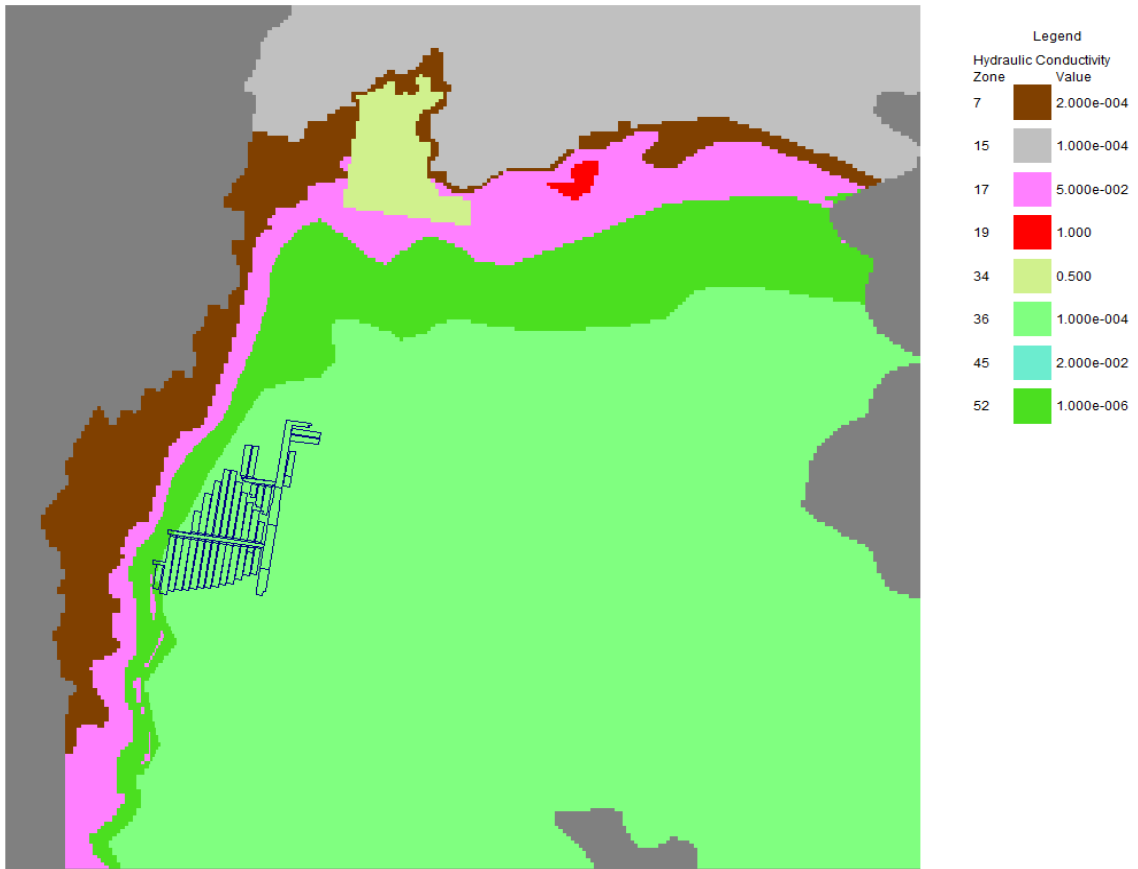 Legend
Hydraulic Conductivity
Zone Value
7 2.000e-004
15 1.000e-004
17 5.000e-002
19 1.000
34 0.500
36 1.000e-004
45 2.000e-002
52 1.000e-006